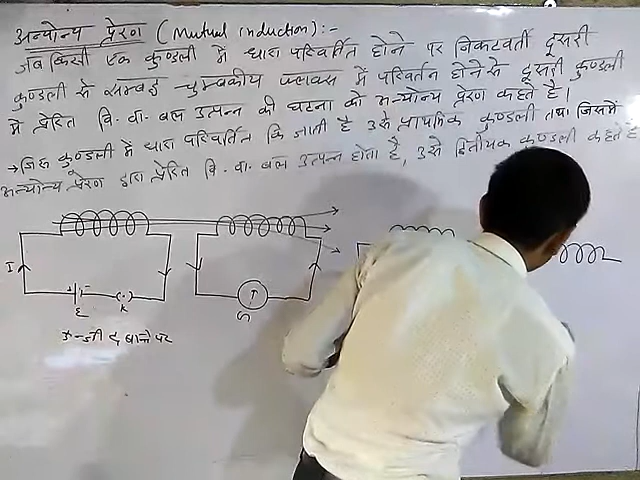 अन्योन्य प्रेरण (Mutual induction):-
जब किसी एक कुण्डली में धारा परिवर्तित होने पर निकटवर्ती दूसरी
कुण्डली से सम्बद्ध चुम्बकीय फ्लक्स में परिवर्तन होने से दूसरी कुण्डली
में प्रेरित वि. वा. बल उत्पन्न की घटना को अन्योन्य प्रेरण कहते है।
→ जिस कुण्डली में धारा परिवर्तित कि जाती है उसे प्राथमिक कुण्डली तथा जिसमें
अन्योन्य प्रेरण द्वारा प्रेरित वि. वा. बल उत्पन्न होता है, उसे द्वितीयक कुण्डली कहते है
I
+ -
E
K
G
कुन्जी दबाने पर